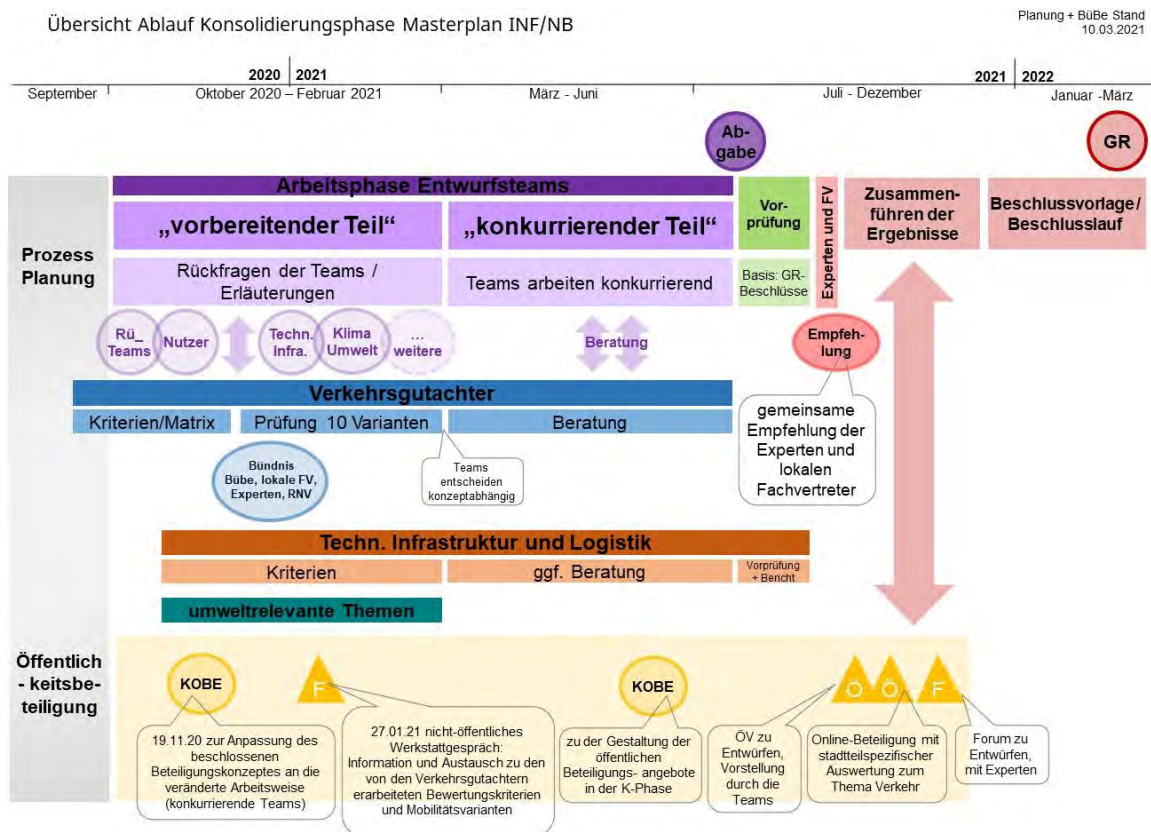 Übersicht Ablauf Konsolidierungsphase Masterplan INF/NB
Planung + BüBe Stand
10.03.2021
2020 2021
2021 2022
September
Oktober 2020 – Februar 2021
März - Juni
Juli - Dezember
Januar -März
Ab-
gabe
GR
Prozess
Planung
Arbeitsphase Entwurfsteams
„vorbereitender Teil“
„konkurrierender Teil“
Rückfragen der Teams /
Erläuterungen
Teams arbeiten konkurrierend
Vor-
prüfung
Basis: GR-
Beschlüsse
Experten und FV
Zusammen-
führen der
Ergebnisse
Beschlussvorlage/
Beschlusslauf
Rü_
Teams
Nutzer
Techn.
Infra.
Klima
Umwelt
...
weitere
Beratung
Empfeh-
lung
Verkehrsgutachter
Kriterien/Matrix
Prüfung 10 Varianten
Beratung
gemeinsame
Empfehlung der
Experten und
lokalen
Fachvertreter
Bündnis
Bübe, lokale FV,
Experten, RNV
Teams
entscheiden
konzeptabhängig
Techn. Infrastruktur und Logistik
Kriterien
ggf. Beratung
Vorprüfung
+ Bericht
umweltrelevante Themen
Öffentlich
- keitsbe-
teiligung
KOBE
F
KOBE
Ö
Ö
F
19.11.20 zur Anpassung des
beschlossenen
Beteiligungskonzeptes an die
veränderte Arbeitsweise
(konkurrierende Teams)
27.01.21 nicht-öffentliches
Werkstattgespräch:
Information und Austausch zu den
von den Verkehrsgutachtern
erarbeiteten Bewertungskriterien
und Mobilitätsvarianten
zu der Gestaltung der
öffentlichen
Beteiligungs- angebote
in der K-Phase
ÖV zu
Entwürfen,
Vorstellung
durch die
Teams
Online-Beteiligung mit
stadtteilspezifischer
Auswertung zum
Thema Verkehr
Forum zu
Entwürfen,
mit Experten